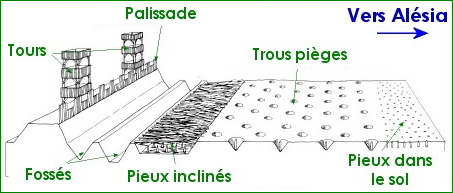 Palissade
Vers Alésia
Tours
Trous pièges
Fossés
Pieux inclinés
Pieux dans
le sol